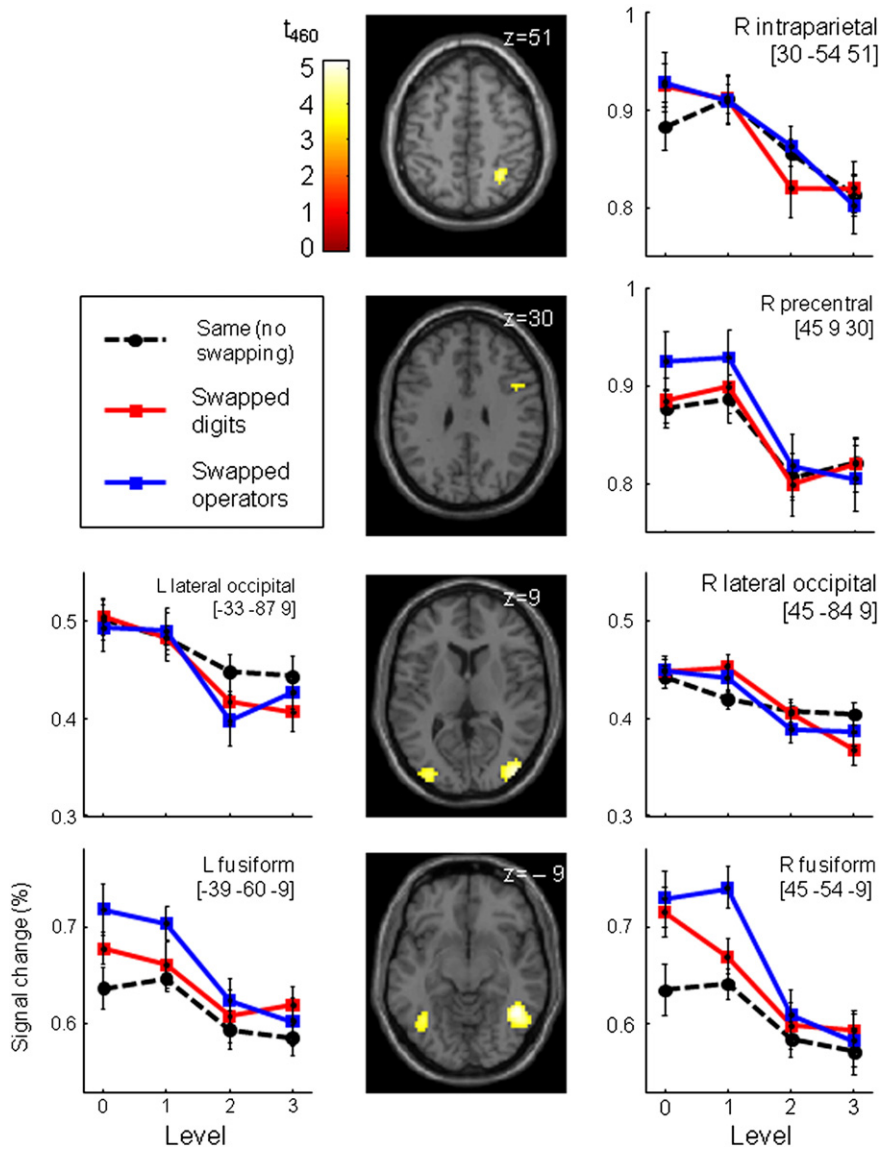 t460
5
4
3
2
1
0
z=51
R intraparietal
[30 -54 51]
1
0.9
0.8
Same (no
swapping)
Swapped
digits
Swapped
operators
z=30
R precentral
[45 9 30]
1
0.9
0.8
L lateral occipital
[-33 -87 9]
0.5
0.4
0.3
z=9
R lateral occipital
[45 -84 9]
0.5
0.4
0.3
L fusiform
[-39 -60 -9]
Signal change (%)
0.7
0.6
0 1 2 3
Level
z= – 9
R fusiform
[45 -54 -9]
0.7
0.6
0 1 2 3
Level